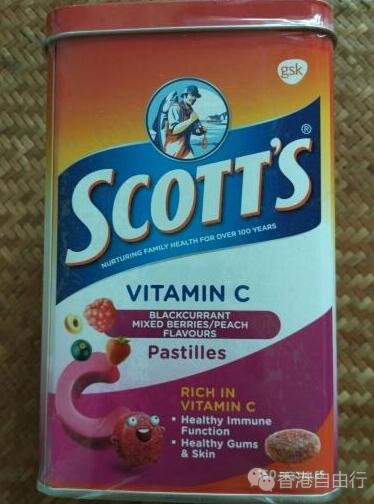 gsk
SCOTT'S®
NURTURING FAMILY HEALTH FOR OVER 100 YEARS
VITAMIN C
BLACKCURRANT
MIXED BERRIES/PEACH
FLAVOURS
Pastilles
RICH IN
VITAMIN C
• Healthy Immune
Function
• Healthy Gums
& Skin
香港自由行